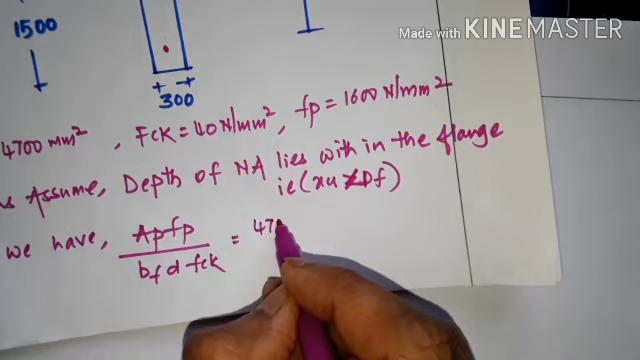 Made with KINEMASTER
1500
300
4700 mm², Fck = 40 N/mm², fp = 1600 N/mm²
Assume, Depth of NA lies with in the flange
ie (xu < Df)
we have, Apfp / bf d fck = 47